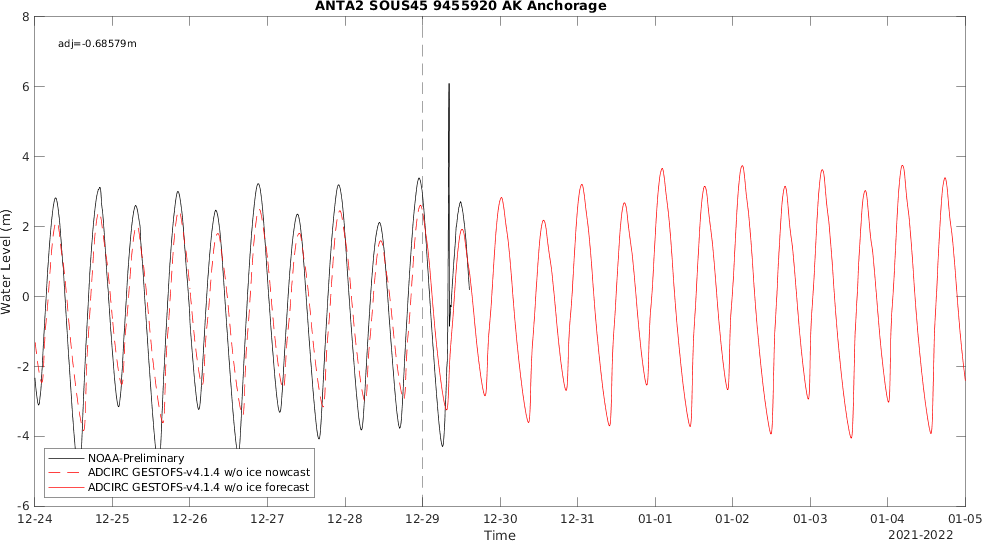 ANTA2 SOUS45 9455920 AK Anchorage
8
adj=-0.68579m
6
4
2
0
-2
-4
-6
Water Level (m)
NOAA-Preliminary
ADCIRC GESTOFS-v4.1.4 w/o ice nowcast
ADCIRC GESTOFS-v4.1.4 w/o ice forecast
12-24 12-25 12-26 12-27 12-28 12-29 12-30 12-31 01-01 01-02 01-03 01-04 01-05
Time
2021-2022